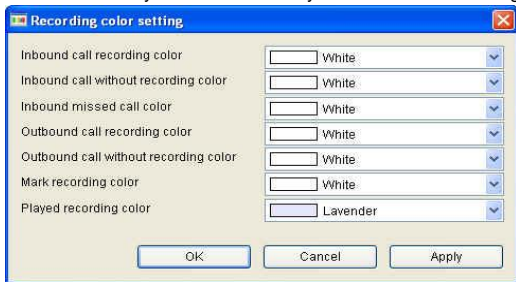 Recording color setting
Inbound call recording color White
Inbound call without recording color White
Inbound missed call color White
Outbound call recording color White
Outbound call without recording color White
Mark recording color White
Played recording color Lavender
OK Cancel Apply